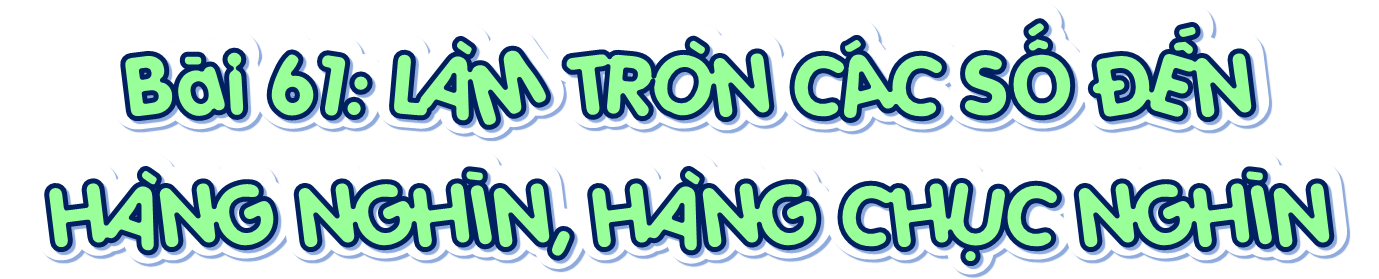 Bài 61: LÀM TRÒN CÁC SỐ ĐẾN
HÀNG NGHÌN, HÀNG CHỤC NGHÌN